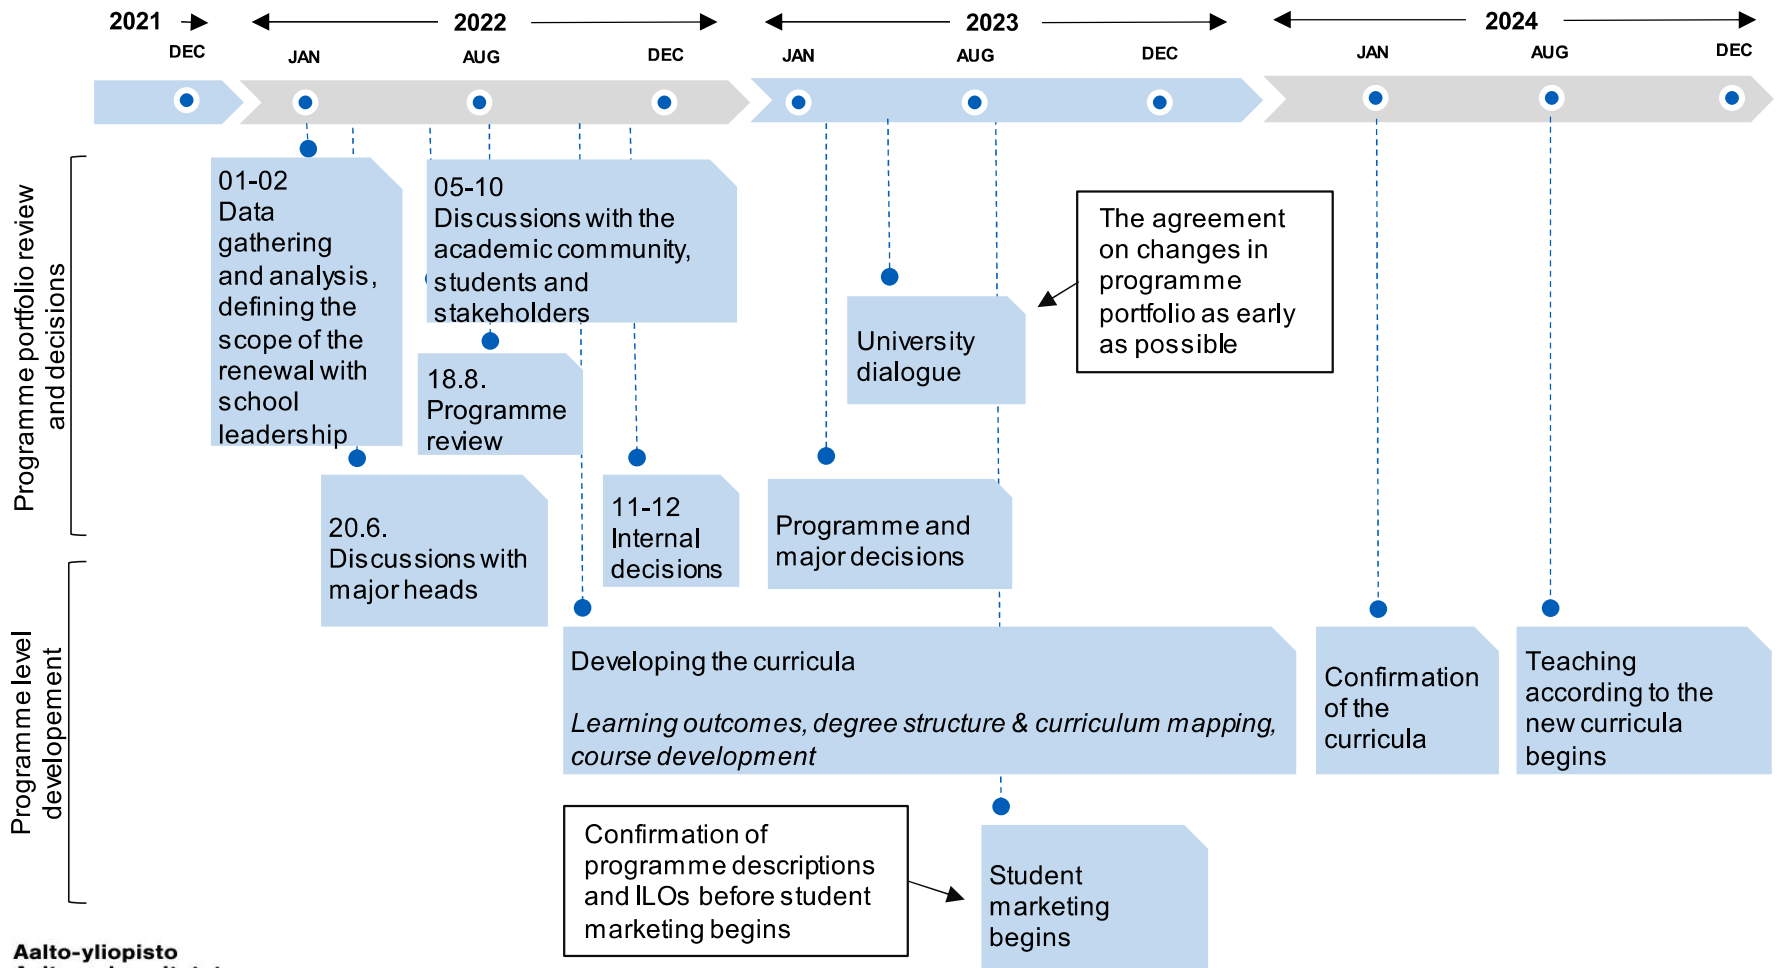 2021
2022
2023
2024
DEC
JAN
AUG
DEC
JAN
AUG
DEC
JAN
AUG
DEC
Programme portfolio review
and decisions
01-02
Data
gathering
and analysis,
defining the
scope of the
renewal with
school
leadership
05-10
Discussions with the
academic community,
students and
stakeholders
18.8.
Programme
review
20.6.
Discussions with
major heads
11-12
Internal
decisions
University
dialogue
The agreement
on changes in
programme
portfolio as early
as possible
Programme and
major decisions
Programme level
developement
Developing the curricula
Learning outcomes, degree structure & curriculum mapping,
course development
Confirmation
of the
curricula
Teaching
according to the
new curricula
begins
Confirmation of
programme descriptions
and ILOs before student
marketing begins
Student
marketing
begins
Aalto-yliopisto